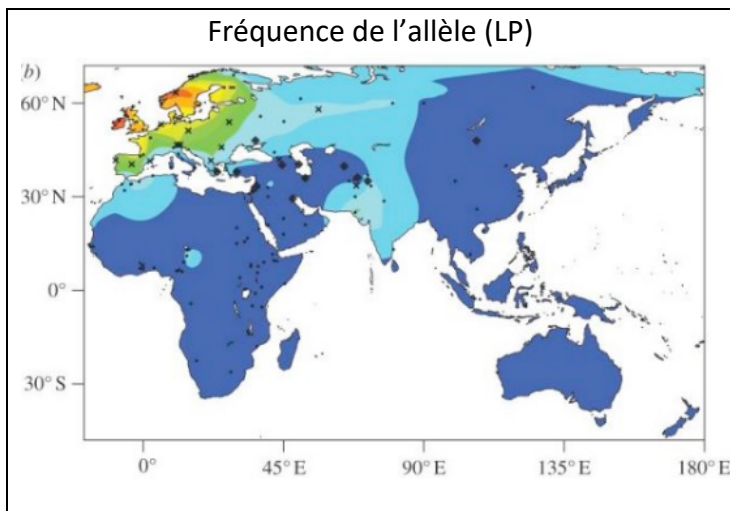 Fréquence de l’allèle (LP)
b)
60° N
30° N
0°
30° S
0°
45° E
90° E
135° E
180° E